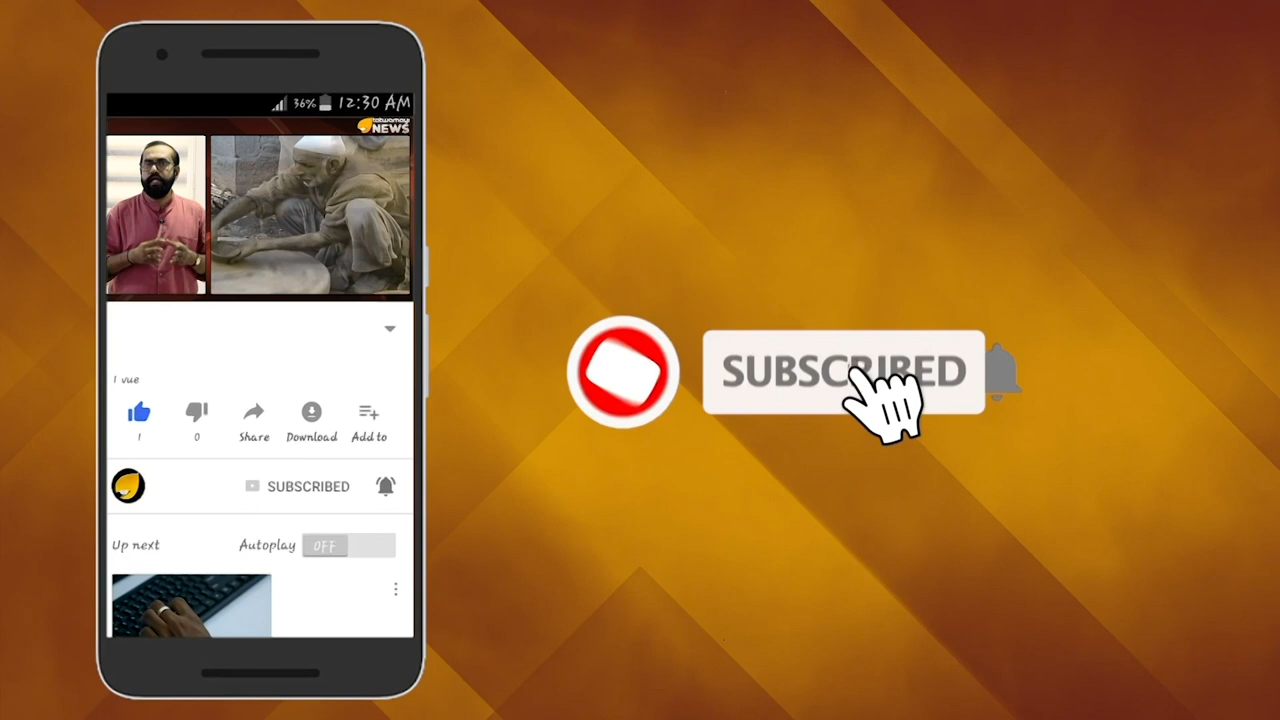 36% 12:30 AM
tatwamayi
NEWS
1 vue
1 0 Share Download Add to
SUBSCRIBED
Up next Autoplay OFF
SUBSCRIBED